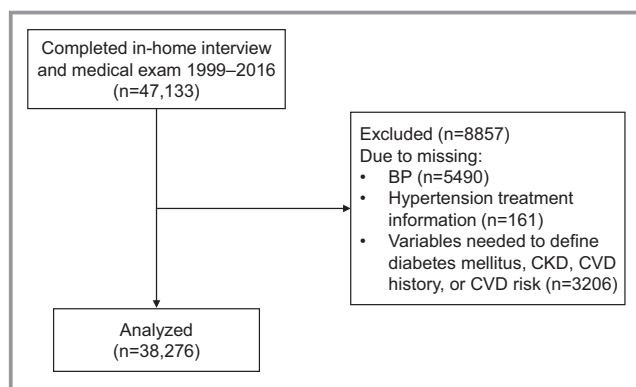 Completed in-home interview
and medical exam 1999–2016
(n=47,133)
Excluded (n=8857)
Due to missing:
• BP (n=5490)
• Hypertension treatment
information (n=161)
• Variables needed to define
diabetes mellitus, CKD, CVD
history, or CVD risk (n=3206)
Analyzed
(n=38,276)